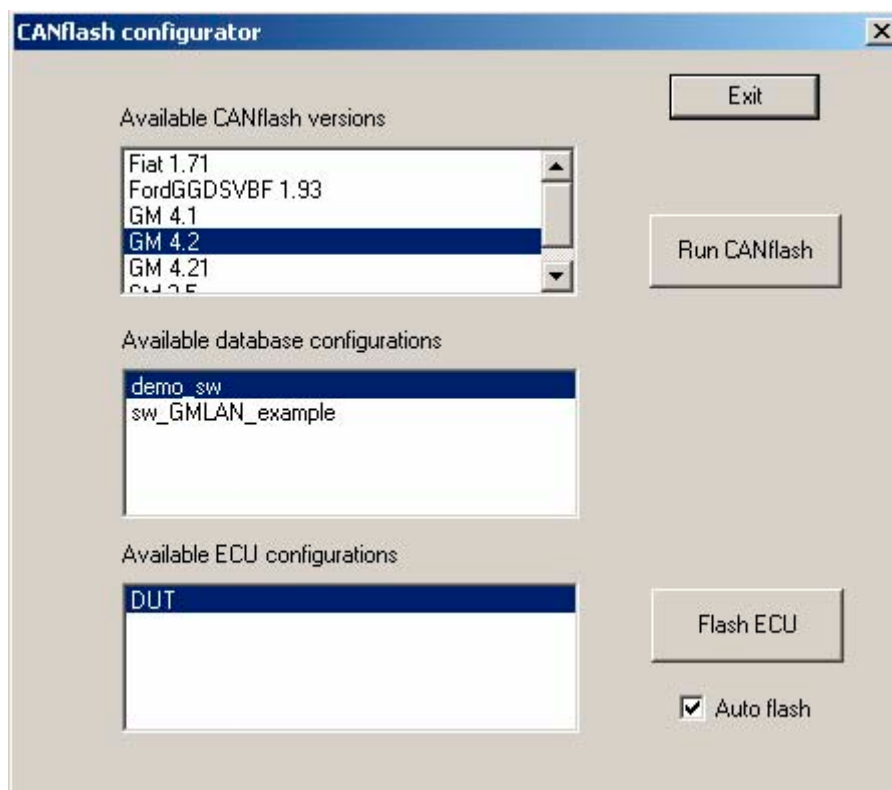 CANflash configurator
Exit
Available CANflash versions
Fiat 1.71
FordGGDSVBF 1.93
GM 4.1
GM 4.2
GM 4.21
Run CANflash
Available database configurations
demo_sw
sw_GMLAN_example
Available ECU configurations
DUT
Flash ECU
Auto flash